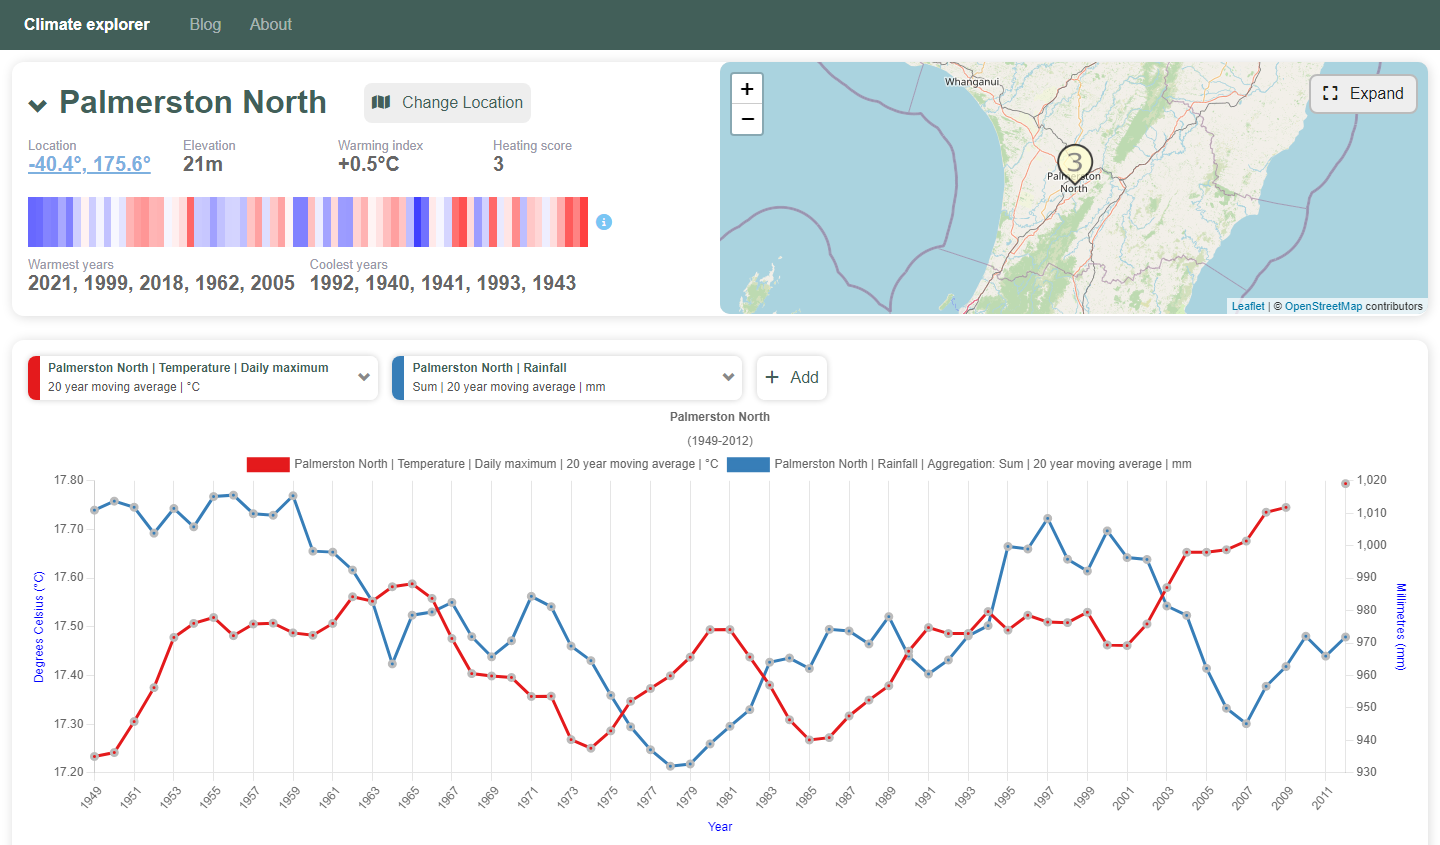 Climate explorer Blog About
Palmerston North
Change Location
Location Elevation Warming index Heating score
-40.4°, 175.6° 21m +0.5°C 3
Warmest years Coolest years
2021, 1999, 2018, 1962, 2005 1992, 1940, 1941, 1993, 1943
+
−
Whanganui
Expand
3
Palmerston
North
Leaflet | © OpenStreetMap contributors
Palmerston North | Temperature | Daily maximum
20 year moving average | °C
Palmerston North | Rainfall
Sum | 20 year moving average | mm
+ Add
Palmerston North
(1949-2012)
Palmerston North | Temperature | Daily maximum | 20 year moving average | °C
Palmerston North | Rainfall | Aggregation: Sum | 20 year moving average | mm
17.80
17.70
17.60
17.50
17.40
17.30
17.20
Degrees Celsius (°C)
1,020
1,010
1,000
990
980
970
960
950
940
930
Millimetres (mm)
1949 1951 1953 1955 1957 1959 1961 1963 1965 1967 1969 1971 1973 1975 1977 1979 1981 1983 1985 1987 1989 1991 1993 1995 1997 1999 2001 2003 2005 2007 2009 2011
Year